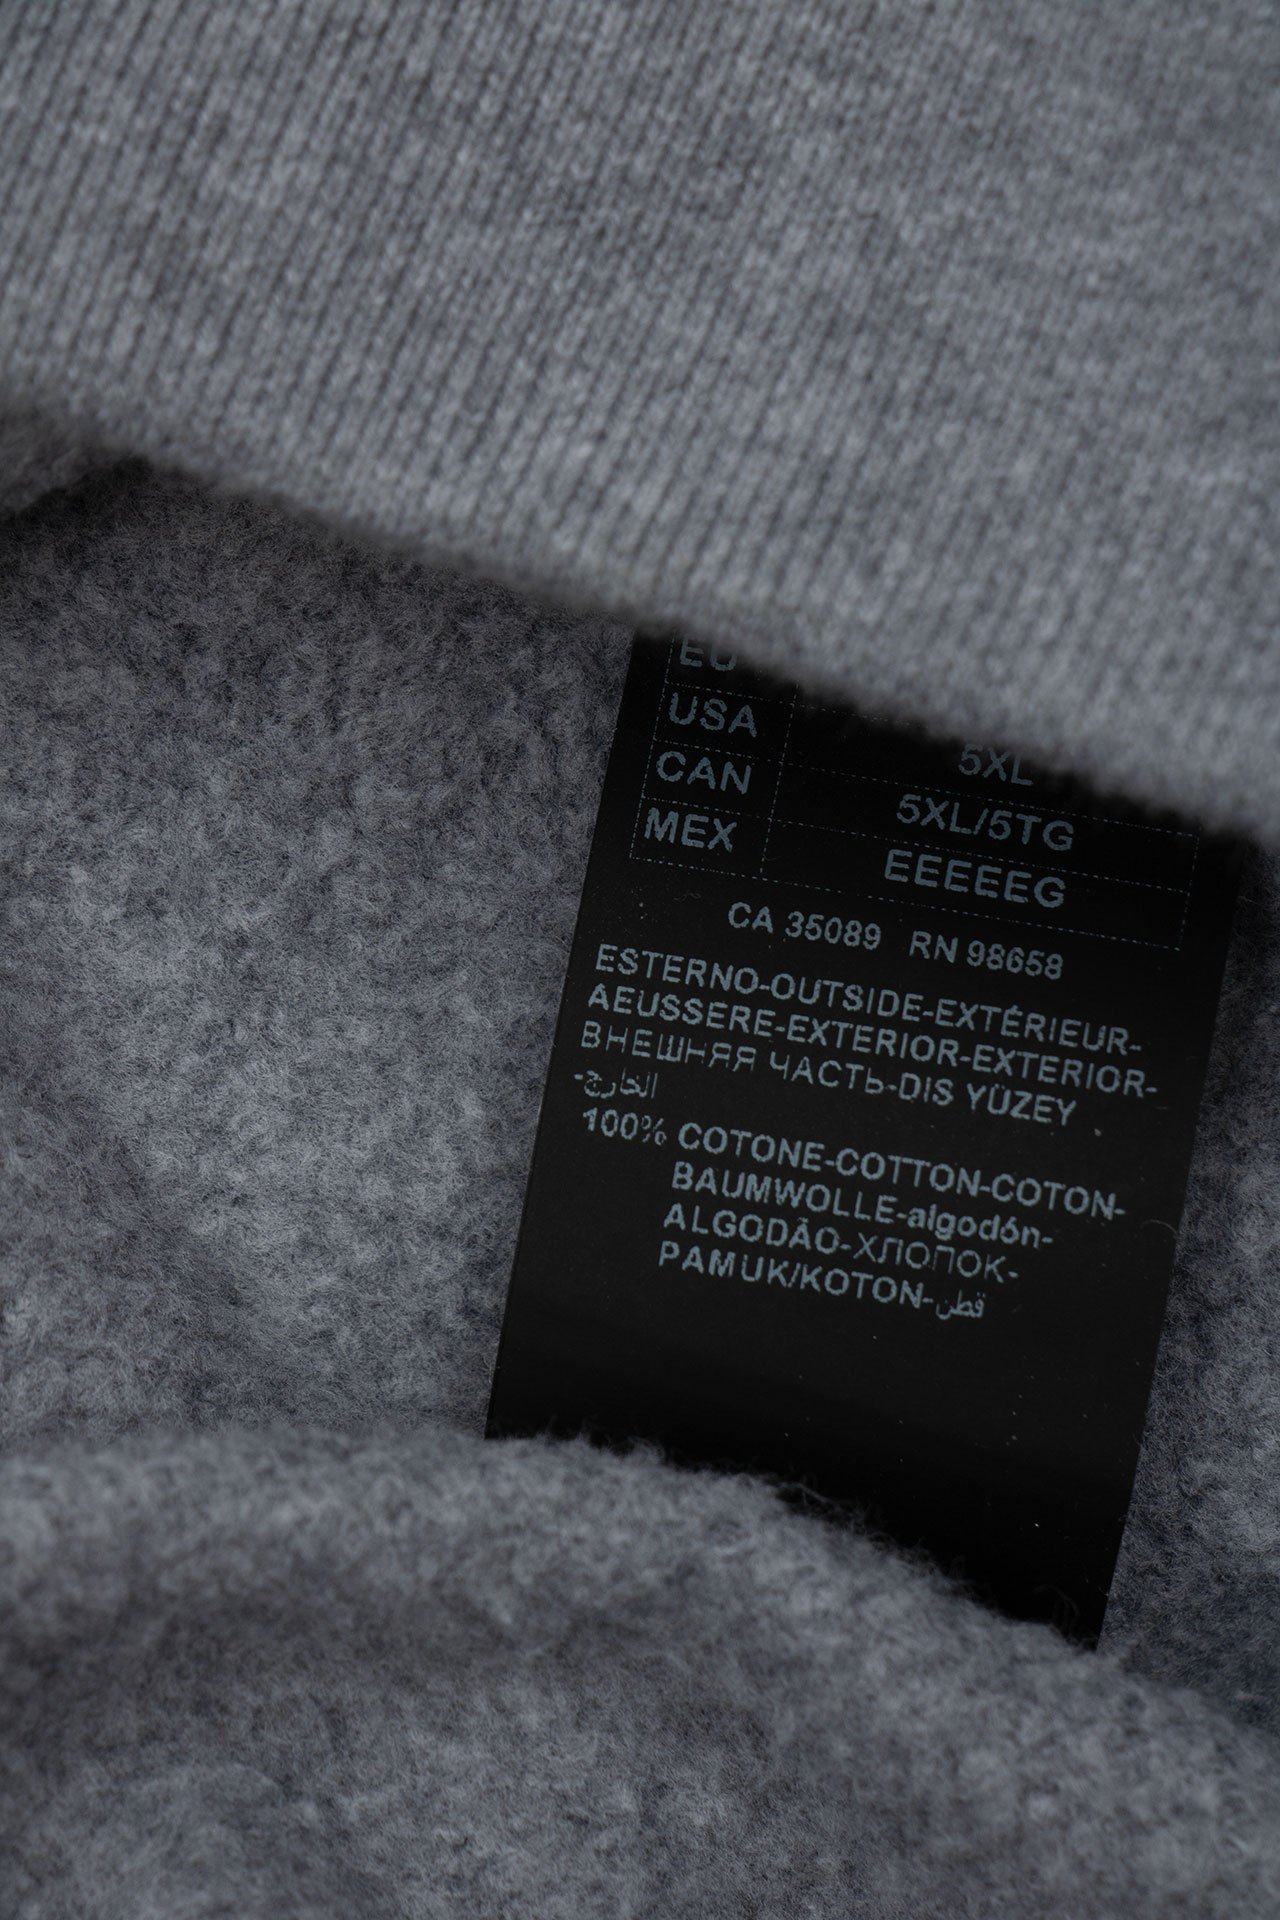 EU
USA 5XL
CAN 5XL/5TG
MEX EEEEEG
CA 35089 RN 98658
ESTERNO-OUTSIDE-EXTÉRIEUR-
AEUSSERE-EXTERIOR-EXTERIOR-
ВНЕШНЯЯ ЧАСТЬ-DIS YÜZEY
الخارج-
100% COTONE-COTTON-COTON-
BAUMWOLLE-algodón-
ALGODÃO-ХЛОПОК-
PAMUK/KOTON-قطن